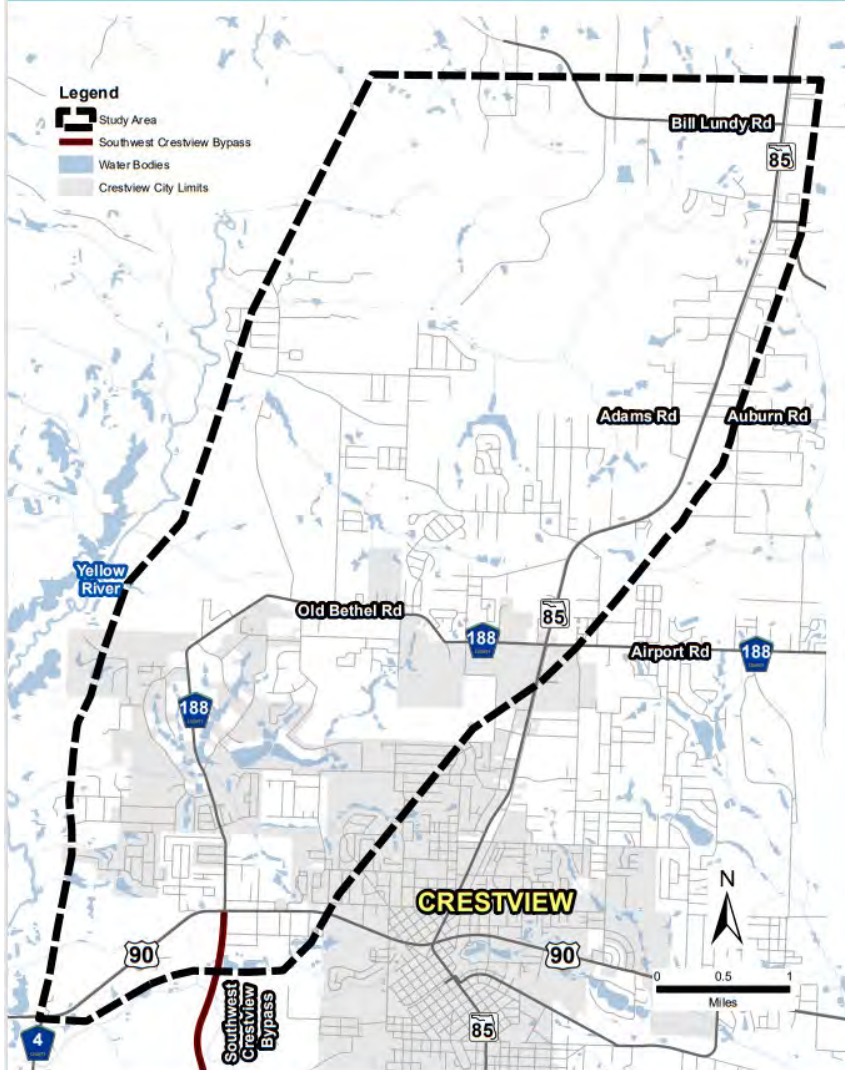 Legend
Study Area
Southwest Crestview Bypass
Water Bodies
Crestview City Limits
Bill Lundy Rd
85
Adams Rd
Auburn Rd
Yellow
River
Old Bethel Rd
85
188
Airport Rd
188
188
CRESTVIEW
N
90
90
0 0.5 1
Miles
Southwest
Crestview
Bypass
4
85